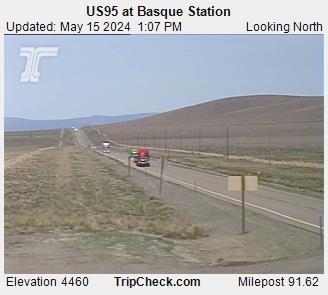 US95 at Basque Station
Updated: May 15 2024 1:07 PM Looking North
Elevation 4460 TripCheck.com Milepost 91.62